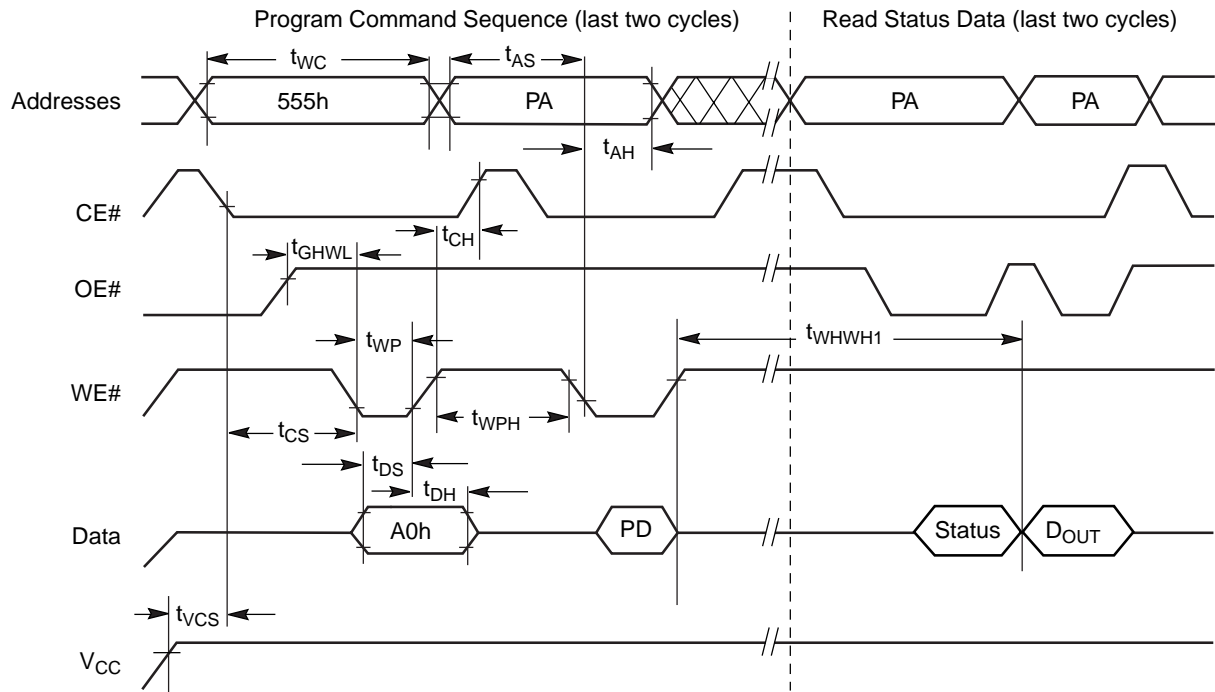 Program Command Sequence (last two cycles)
Read Status Data (last two cycles)
tWC
tAS
Addresses
555h
PA
PA
PA
tAH
CE#
tGHWL
tCH
OE#
tWP
tWHWH1
WE#
tWPH
tCS
tDS
tDH
Data
A0h
PD
Status
DOUT
tVCS
VCC